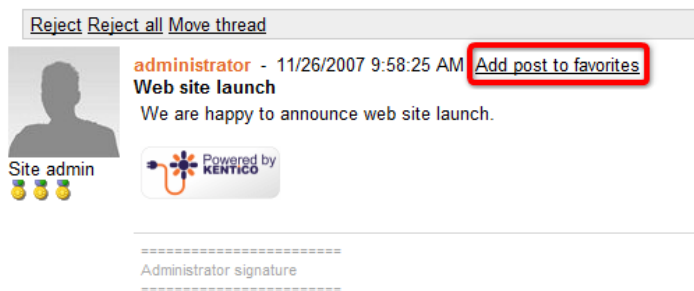 Reject Reject all Move thread
administrator - 11/26/2007 9:58:25 AM Add post to favorites
Web site launch
We are happy to announce web site launch.
Powered by
KENTICO
Site admin
========================
Administrator signature
========================